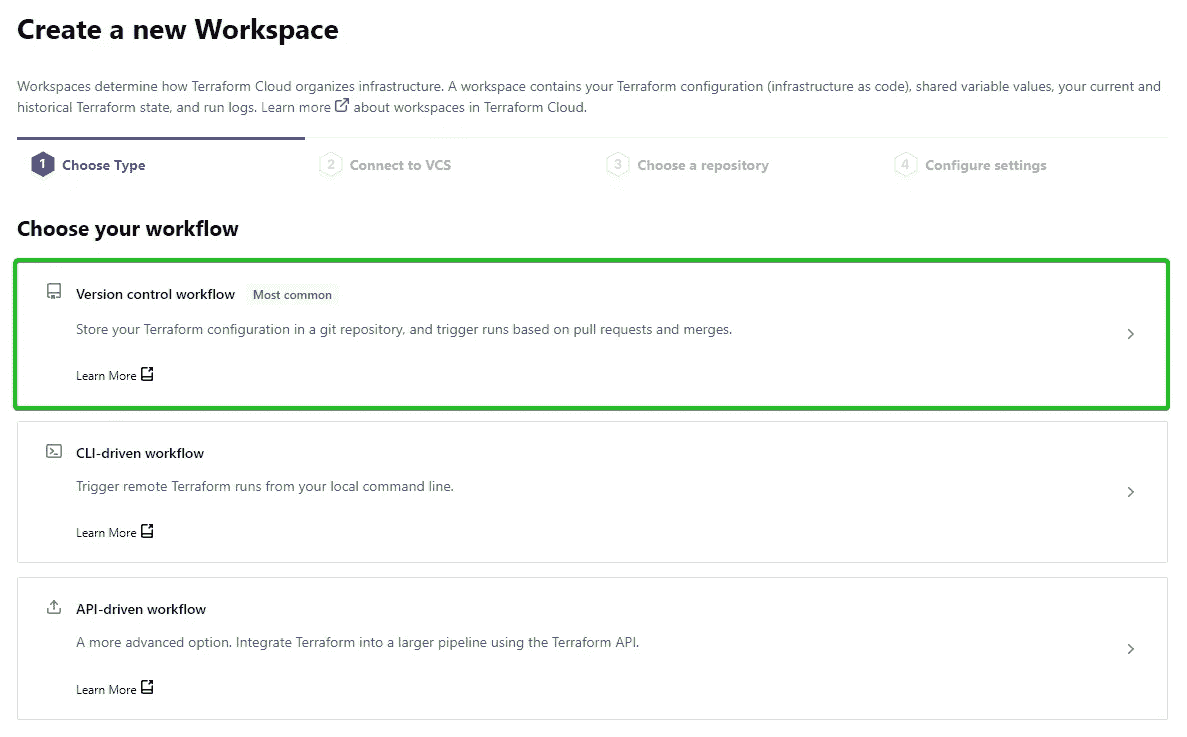 Create a new Workspace
Workspaces determine how Terraform Cloud organizes infrastructure. A workspace contains your Terraform configuration (infrastructure as code), shared variable values, your current and
historical Terraform state, and run logs. Learn more about workspaces in Terraform Cloud.
1 Choose Type
2 Connect to VCS
3 Choose a repository
4 Configure settings
Choose your workflow
Version control workflow Most common
Store your Terraform configuration in a git repository, and trigger runs based on pull requests and merges.
Learn More
CLI-driven workflow
Trigger remote Terraform runs from your local command line.
Learn More
API-driven workflow
A more advanced option. Integrate Terraform into a larger pipeline using the Terraform API.
Learn More